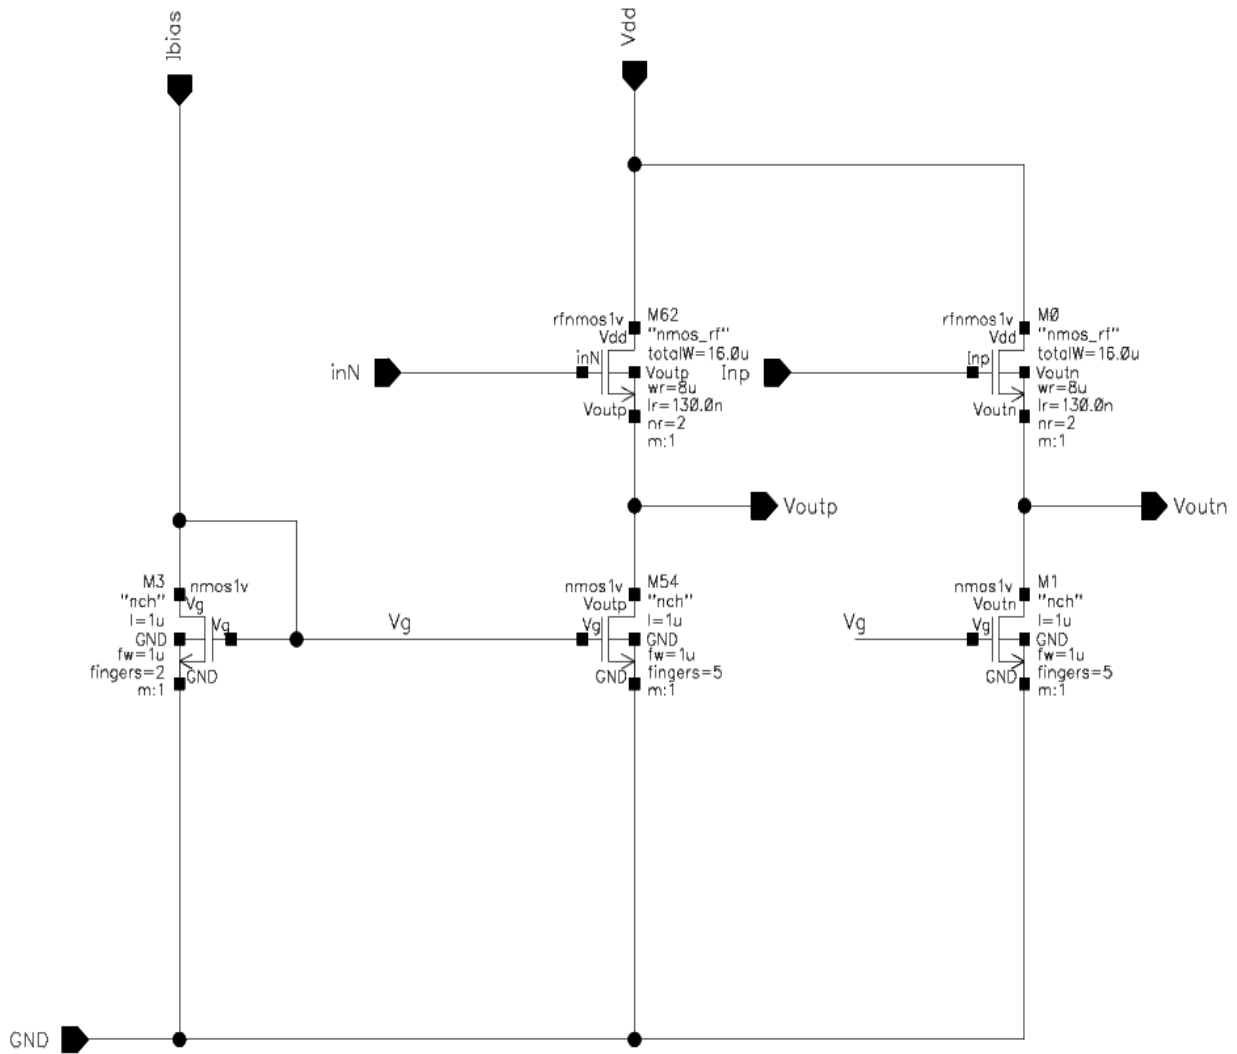 Ibias
Vdd
rfnmos1v
M62
"nmos_rf"
Vdd
totalW=16.0u
inN
inN
Voutp
wr=8u
lr=130.0n
Voutp
nr=2
m:1
rfnmos1v
M0
"nmos_rf"
Vdd
totalW=16.0u
Inp
Inp
Voutn
wr=8u
lr=130.0n
Voutn
nr=2
m:1
Voutp
Voutn
M3
nmos1v
"nch"
Vg
l=1u
Vg
GND
fw=1u
fingers=2
GND
m:1
Vg
nmos1v
M54
Voutp
"nch"
l=1u
Vg
GND
fw=1u
GND
fingers=5
m:1
Vg
nmos1v
M1
Voutn
"nch"
l=1u
Vg
GND
fw=1u
GND
fingers=5
m:1
GND